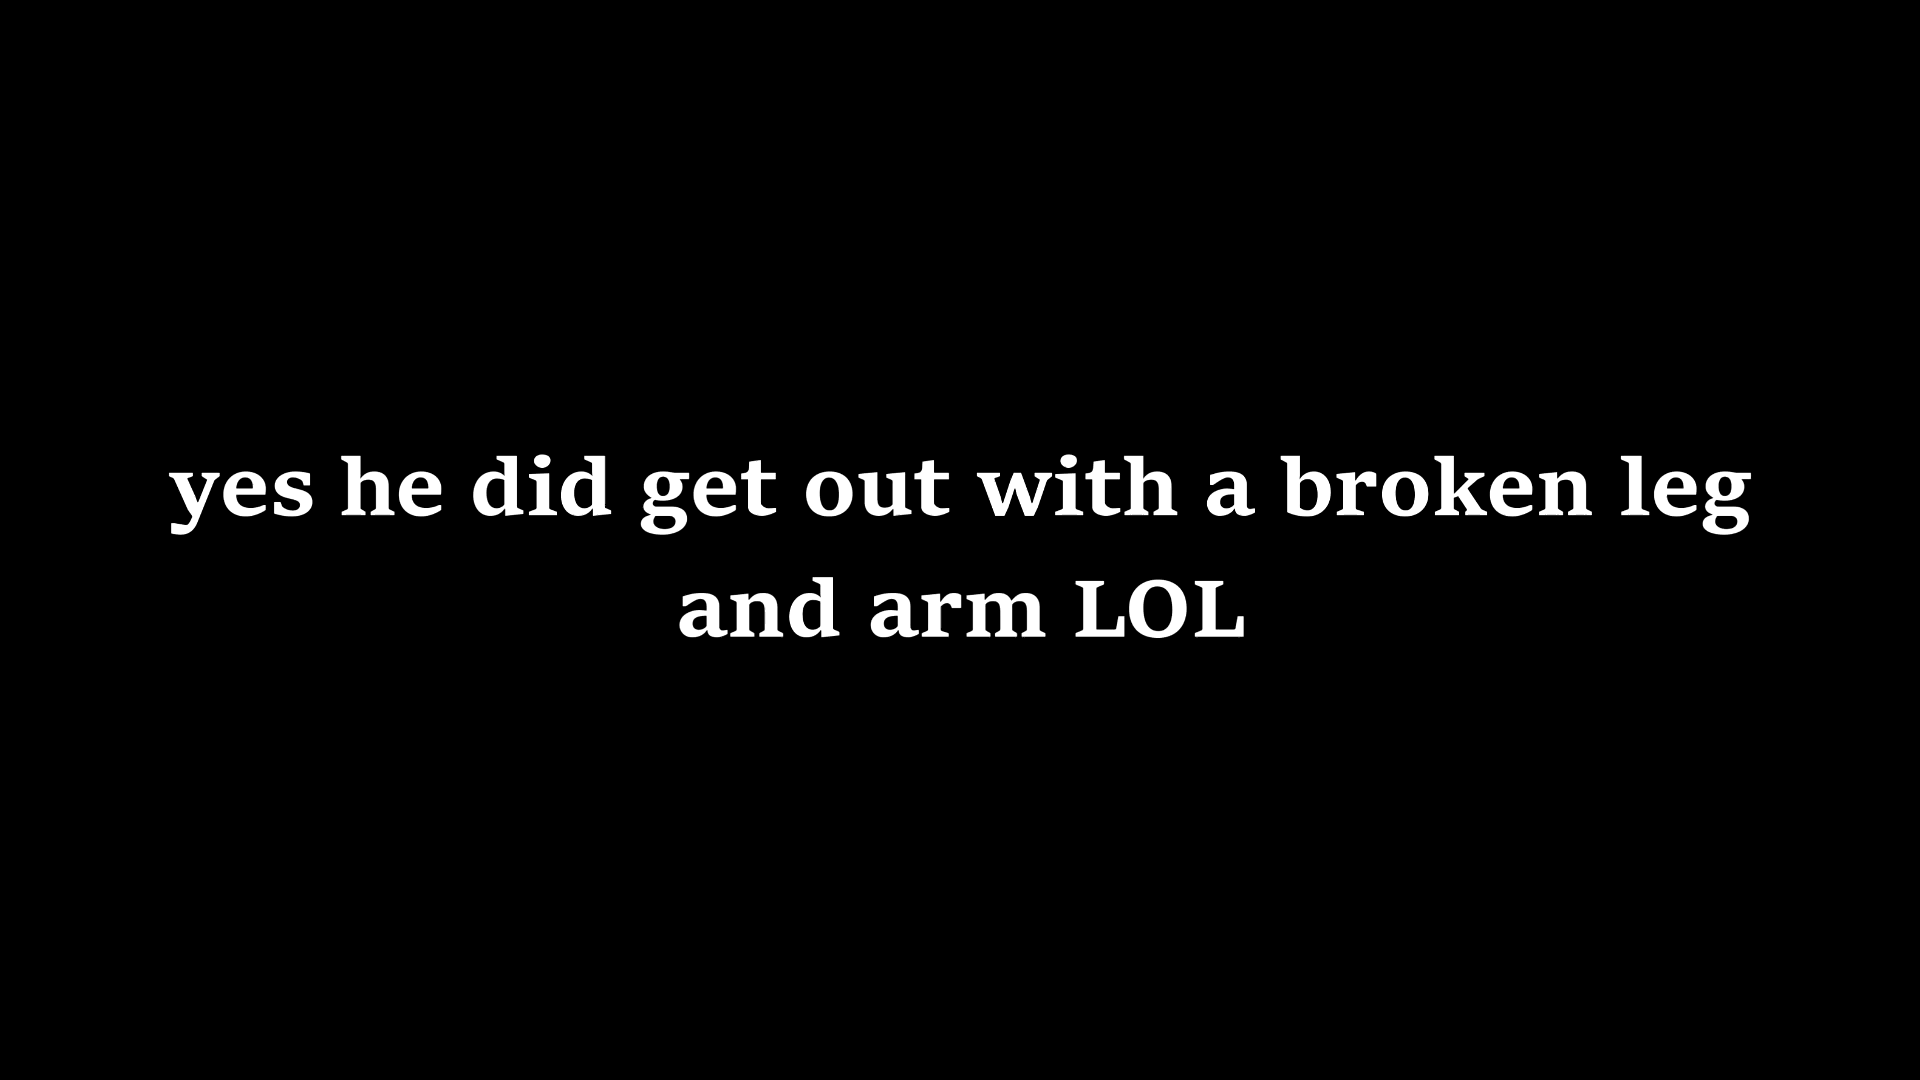 yes he did get out with a broken leg
and arm LOL